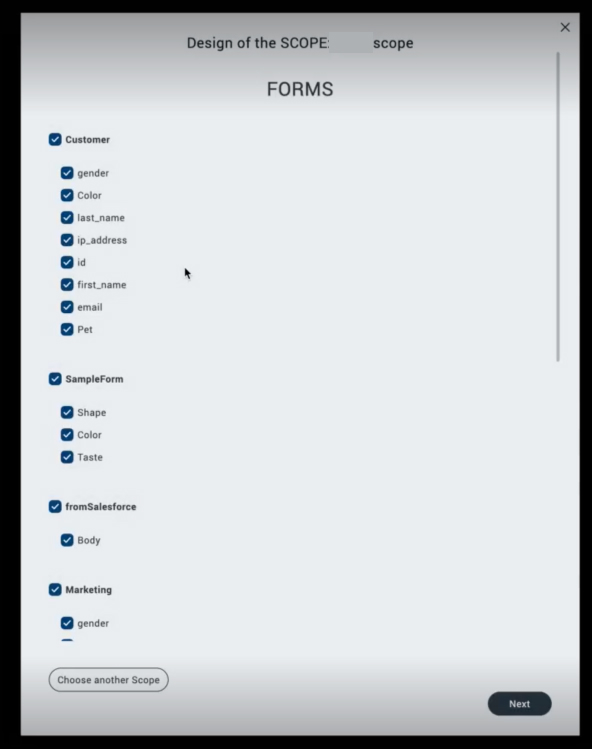 Design of the SCOPE: scope
FORMS
Customer
gender
Color
last_name
ip_address
id
first_name
email
Pet
SampleForm
Shape
Color
Taste
fromSalesforce
Body
Marketing
gender
Choose another Scope
Next